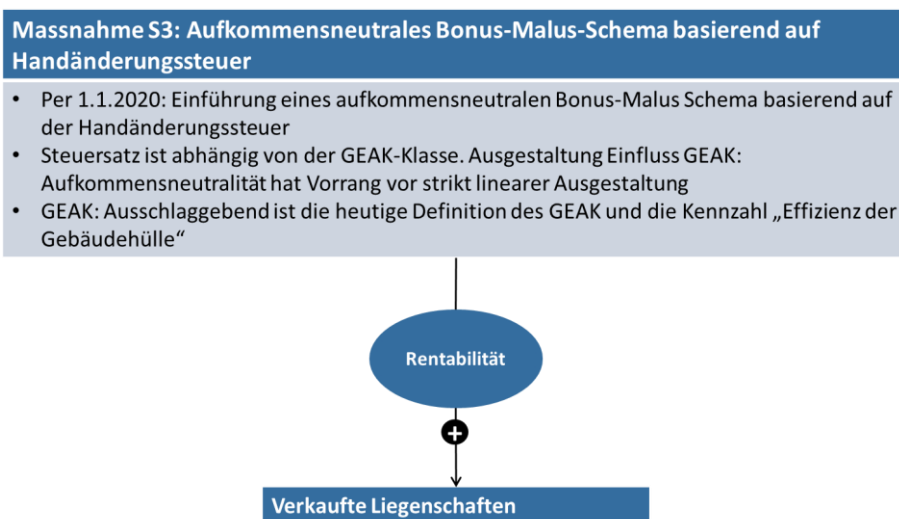 Massnahme S3: Aufkommensneutrales Bonus-Malus-Schema basierend auf
Handänderungssteuer
• Per 1.1.2020: Einführung eines aufkommensneutralen Bonus-Malus Schema basierend auf
der Handänderungssteuer
• Steuersatz ist abhängig von der GEAK-Klasse. Ausgestaltung Einfluss GEAK:
Aufkommensneutralität hat Vorrang vor strikt linearer Ausgestaltung
• GEAK: Ausschlaggebend ist die heutige Definition des GEAK und die Kennzahl „Effizienz der
Gebäudehülle“
Rentabilität
+
Verkaufte Liegenschaften